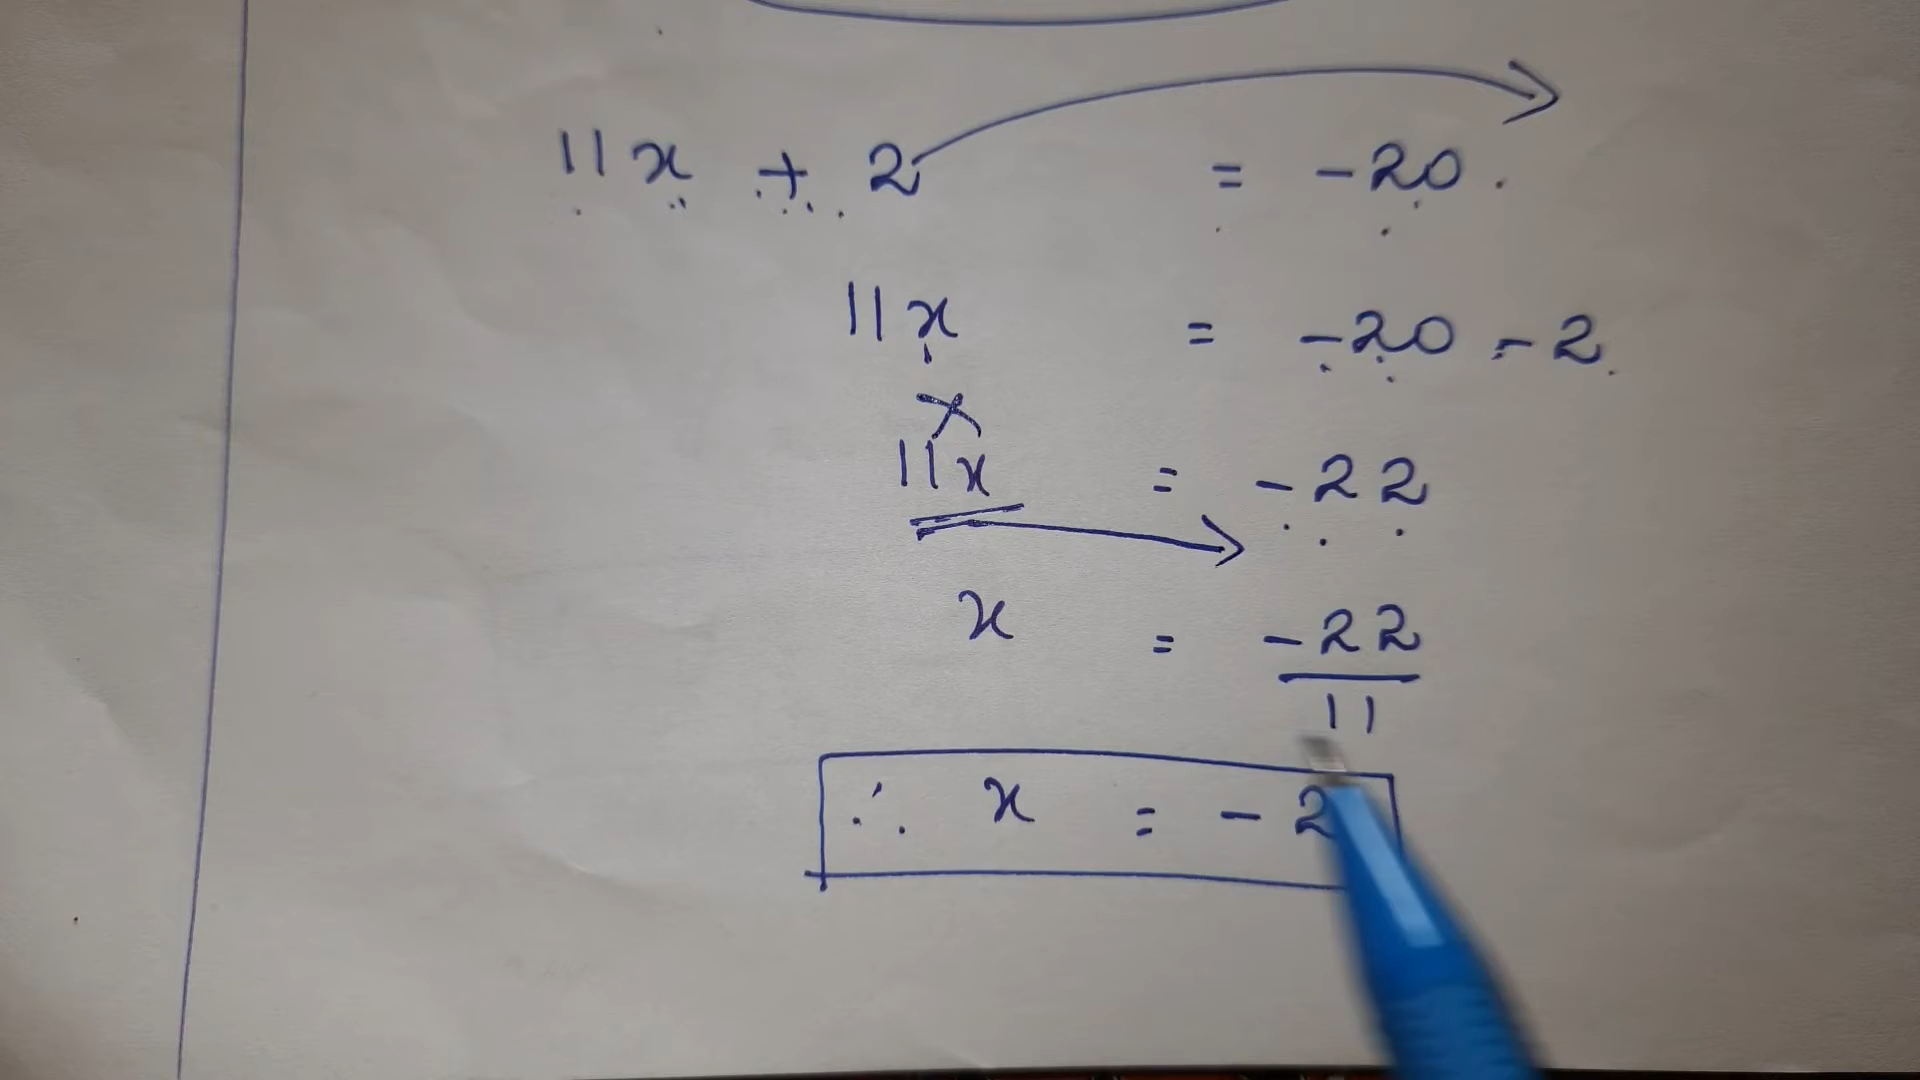 11x + 2 = -20.
11x = -20 - 2
×
11x = -22
x = -22/11
∴ x = -2